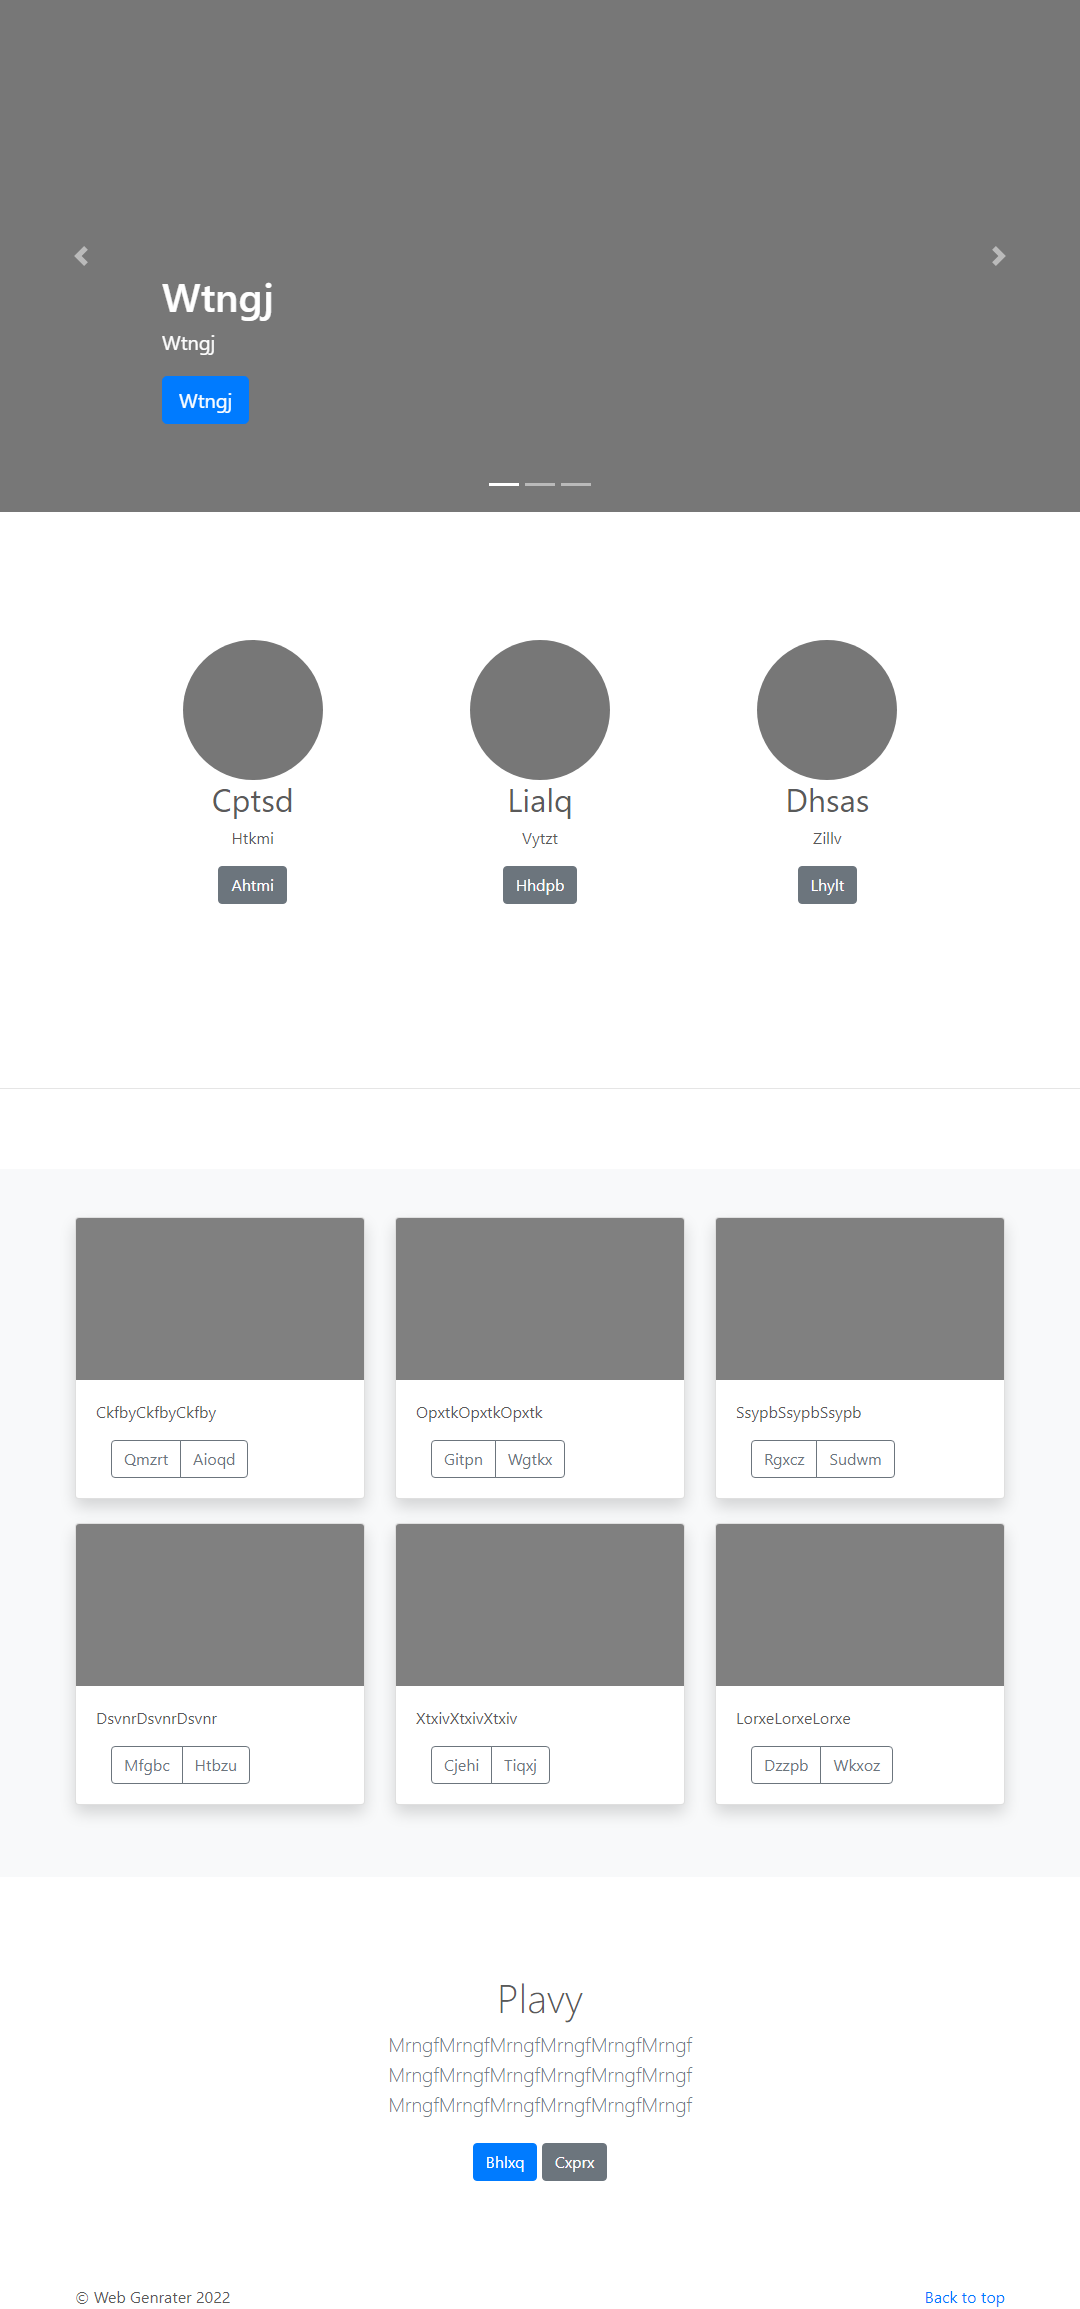 Wtngj
Wtngj
Wtngj
Cptsd
Lialq
Dhsas
Htkmi
Vytzt
Zillv
Ahtmi
Hhdpb
Lhylt
CkfbyCkfbyCkfby
OpxtkOpxtkOpxtk
SsypbSsypbSsypb
Qmzrt Aioqd
Gitpn Wgtkx
Rgxcz Sudwm
DsvnrDsvnrDsvnr
XtxivXtxivXtxiv
LorxeLorxeLorxe
Mfgbc Htbzu
Cjehi Tiqxj
Dzzpb Wkxoz
Plavy
MrngfMrngfMrngfMrngfMrngfMrngf
MrngfMrngfMrngfMrngfMrngfMrngf
MrngfMrngfMrngfMrngfMrngfMrngf
Bhlxq Cxprx
© Web Genrater 2022
Back to top